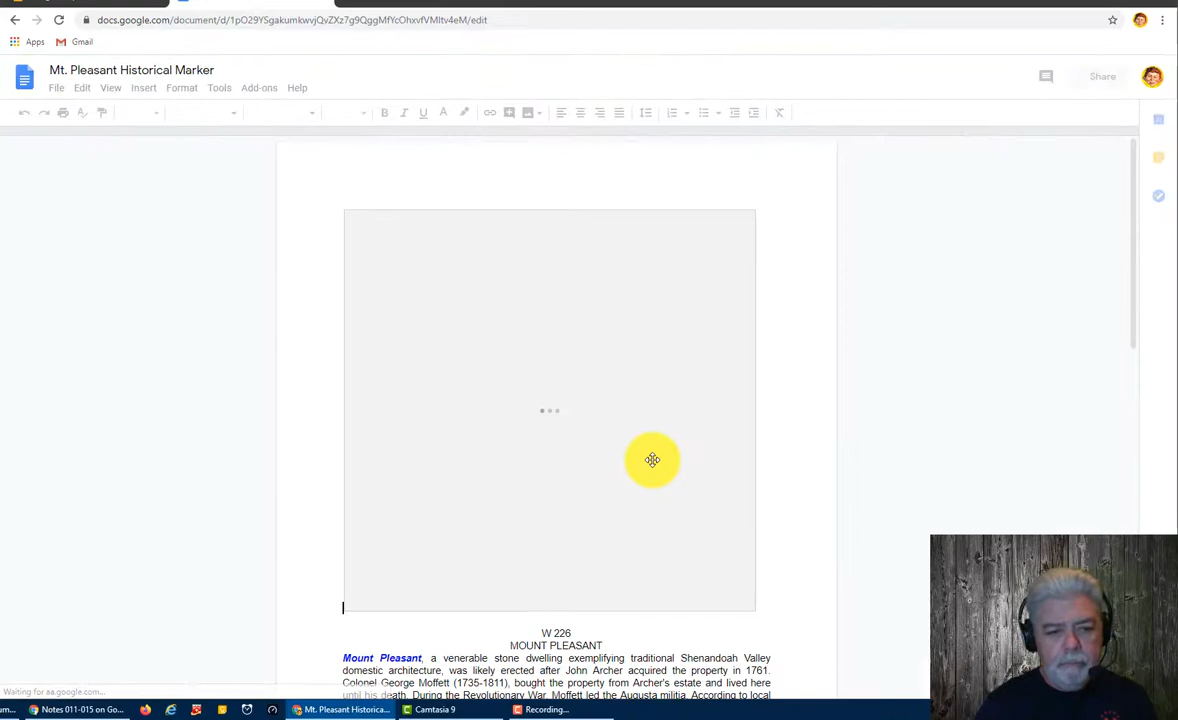 docs.google.com/document/d/1pO29YSgakumkwvjQvZXz7g9QggMfYcOhxvfVMltv4eM/edit
Apps Gmail
Mt. Pleasant Historical Marker
File Edit View Insert Format Tools Add-ons Help
Share
W 226
MOUNT PLEASANT
Mount Pleasant, a venerable stone dwelling exemplifying traditional Shenandoah Valley
domestic architecture, was likely erected after John Archer acquired the property in 1761.
Colonel George Moffett (1735-1811), bought the property from Archer's estate and lived here
until his death. During the Revolutionary War, Moffett led the Augusta militia. According to local
Waiting for aa.google.com...
um... Notes 011-015 on Go... Mt. Pleasant Historica... Camtasia 9 Recording...